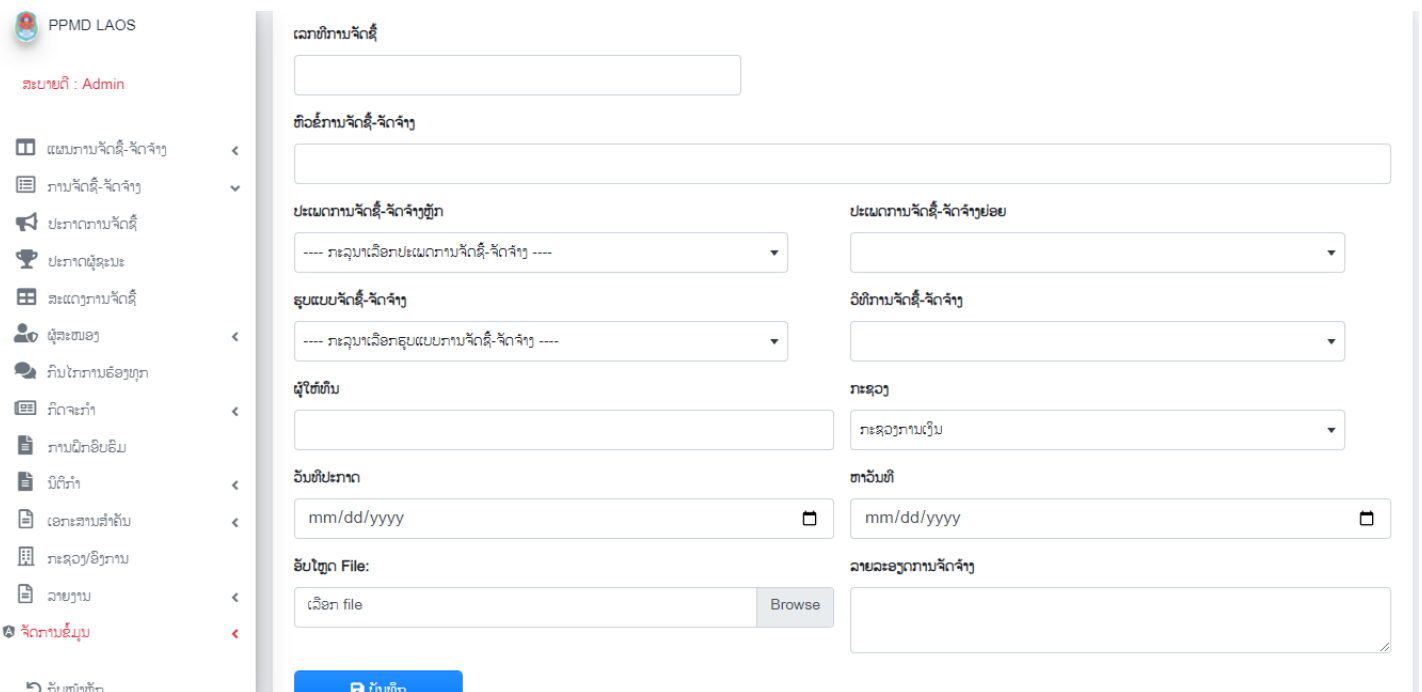 PPMD LAOS
ສະບາຍດີ : Admin
ແຜນການຈັດຊື້-ຈັດຈ້າງ
ການຈັດຊື້-ຈັດຈ້າງ
ປະກາດການຈັດຊື້
ປະກາດຜູ້ຊະນະ
ສະແດງການຈັດຊື້
ຜູ້ສະໜອງ
ກົນໄກການຮ້ອງທຸກ
ກິດຈະກຳ
ການຝຶກອົບຮົມ
ນິຕິກຳ
ເອກະສານສຳຄັນ
ກະຊວງ/ອົງການ
ລາຍງານ
ຈັດການຂໍ້ມູນ
ກັບໜ້າຫຼັກ
ເລກທີການຈັດຊື້
ຫົວຂໍ້ການຈັດຊື້-ຈັດຈ້າງ
ປະເພດການຈັດຊື້-ຈັດຈ້າງຫຼັກ
ປະເພດການຈັດຊື້-ຈັດຈ້າງຍ່ອຍ
---- ກະລຸນາເລືອກປະເພດການຈັດຊື້-ຈັດຈ້າງ ----
ຮູບແບບຈັດຊື້-ຈັດຈ້າງ
ວິທີການຈັດຊື້-ຈັດຈ້າງ
---- ກະລຸນາເລືອກຮູບແບບການຈັດຊື້-ຈັດຈ້າງ ----
ຜູ້ໃຫ້ທຶນ
ກະຊວງ
ກະຊວງການເງິນ
ວັນທີປະກາດ
ຫາວັນທີ
mm/dd/yyyy
mm/dd/yyyy
ອັບໂຫຼດ File:
ລາຍລະອຽດການຈັດຈ້າງ
ເລືອກ file
Browse
ບັນທຶກ